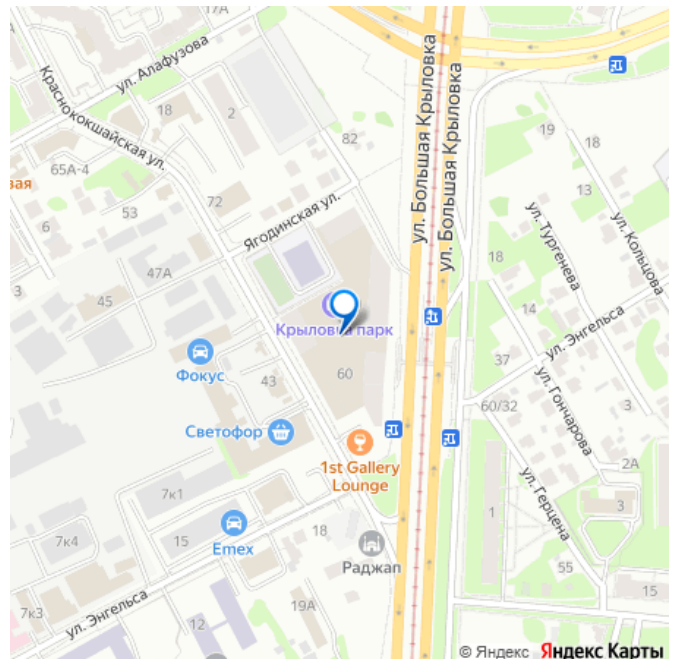 17А
7А
ул. Алафузова
Краснококшайская ул.
18
2
82
65А-4
вая
72
53
6
Ягодинская ул.
47А
45
ул. Большая Крыловка
ул. Большая Крыловка
19
18
13
ул. Тургенева
ул. Кольцова
18
14
Крыловка парк
Фокус
43
60
37
ул. Энгельса
60/32
ул. Гончарова
3
Светофор
1st Gallery
Lounge
7к1
7к4
15
Emex
18
Раджап
1
ул. Герцена
2А
3
55
15
7к3
ул. Энгельса
12
19А
© Яндекс Яндекс Карты